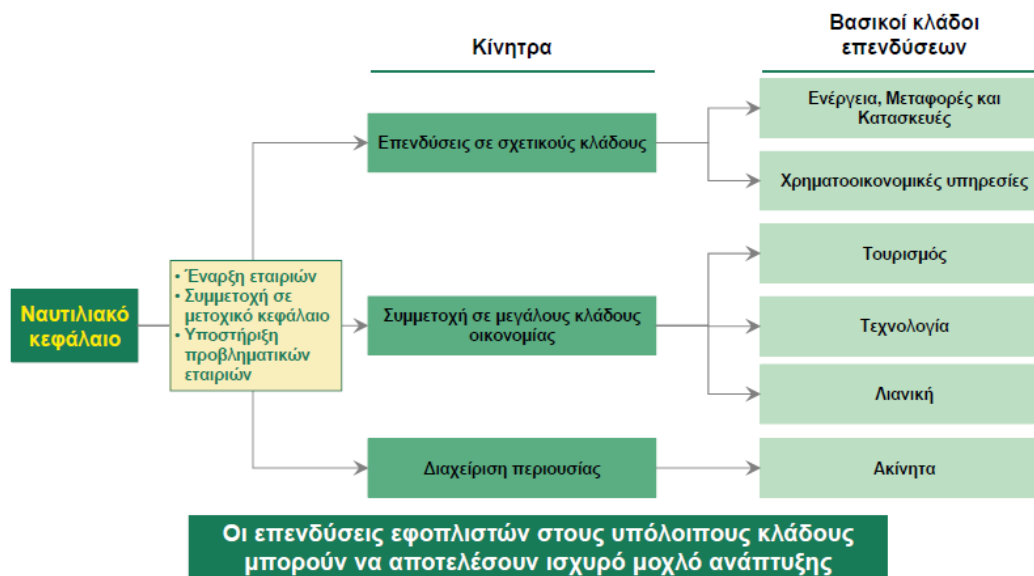 Κίνητρα
Βασικοί κλάδοι
επενδύσεων
Ναυτιλιακό
κεφάλαιο
• Έναρξη εταιριών
• Συμμετοχή σε
μετοχικό κεφάλαιο
• Υποστήριξη
προβληματικών
εταιριών
Επενδύσεις σε σχετικούς κλάδους
Ενέργεια, Μεταφορές και
Κατασκευές
Χρηματοοικονομικές υπηρεσίες
Συμμετοχή σε μεγάλους κλάδους
οικονομίας
Τουρισμός
Τεχνολογία
Λιανική
Διαχείριση περιουσίας
Ακίνητα
Οι επενδύσεις εφοπλιστών στους υπόλοιπους κλάδους
μπορούν να αποτελέσουν ισχυρό μοχλό ανάπτυξης